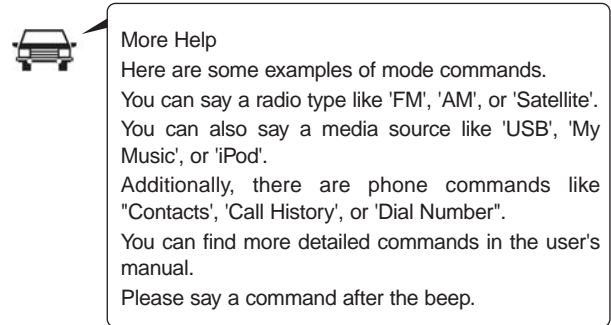 More Help
Here are some examples of mode commands.
You can say a radio type like 'FM', 'AM', or 'Satellite'.
You can also say a media source like 'USB', 'My
Music', or 'iPod'.
Additionally, there are phone commands like
"Contacts', 'Call History', or 'Dial Number".
You can find more detailed commands in the user's
manual.
Please say a command after the beep.